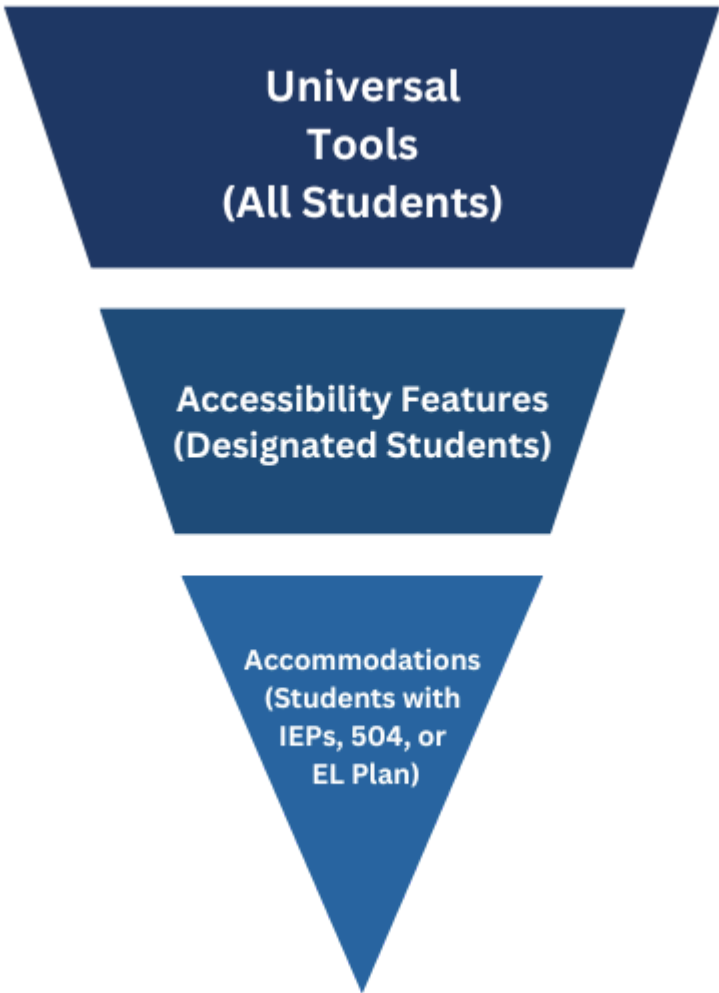 Universal
Tools
(All Students)
Accessibility Features
(Designated Students)
Accommodations
(Students with
IEPs, 504, or
EL Plan)